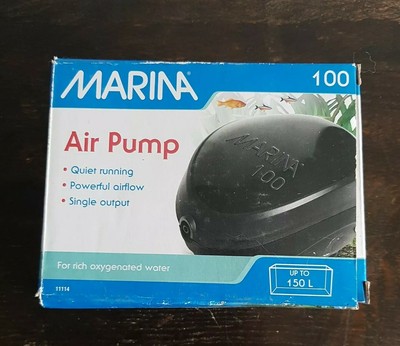 MARINA
100
Air Pump
• Quiet running
• Powerful airflow
• Single output
MARINA
100
For rich oxygenated water
UP TO
150 L
11114